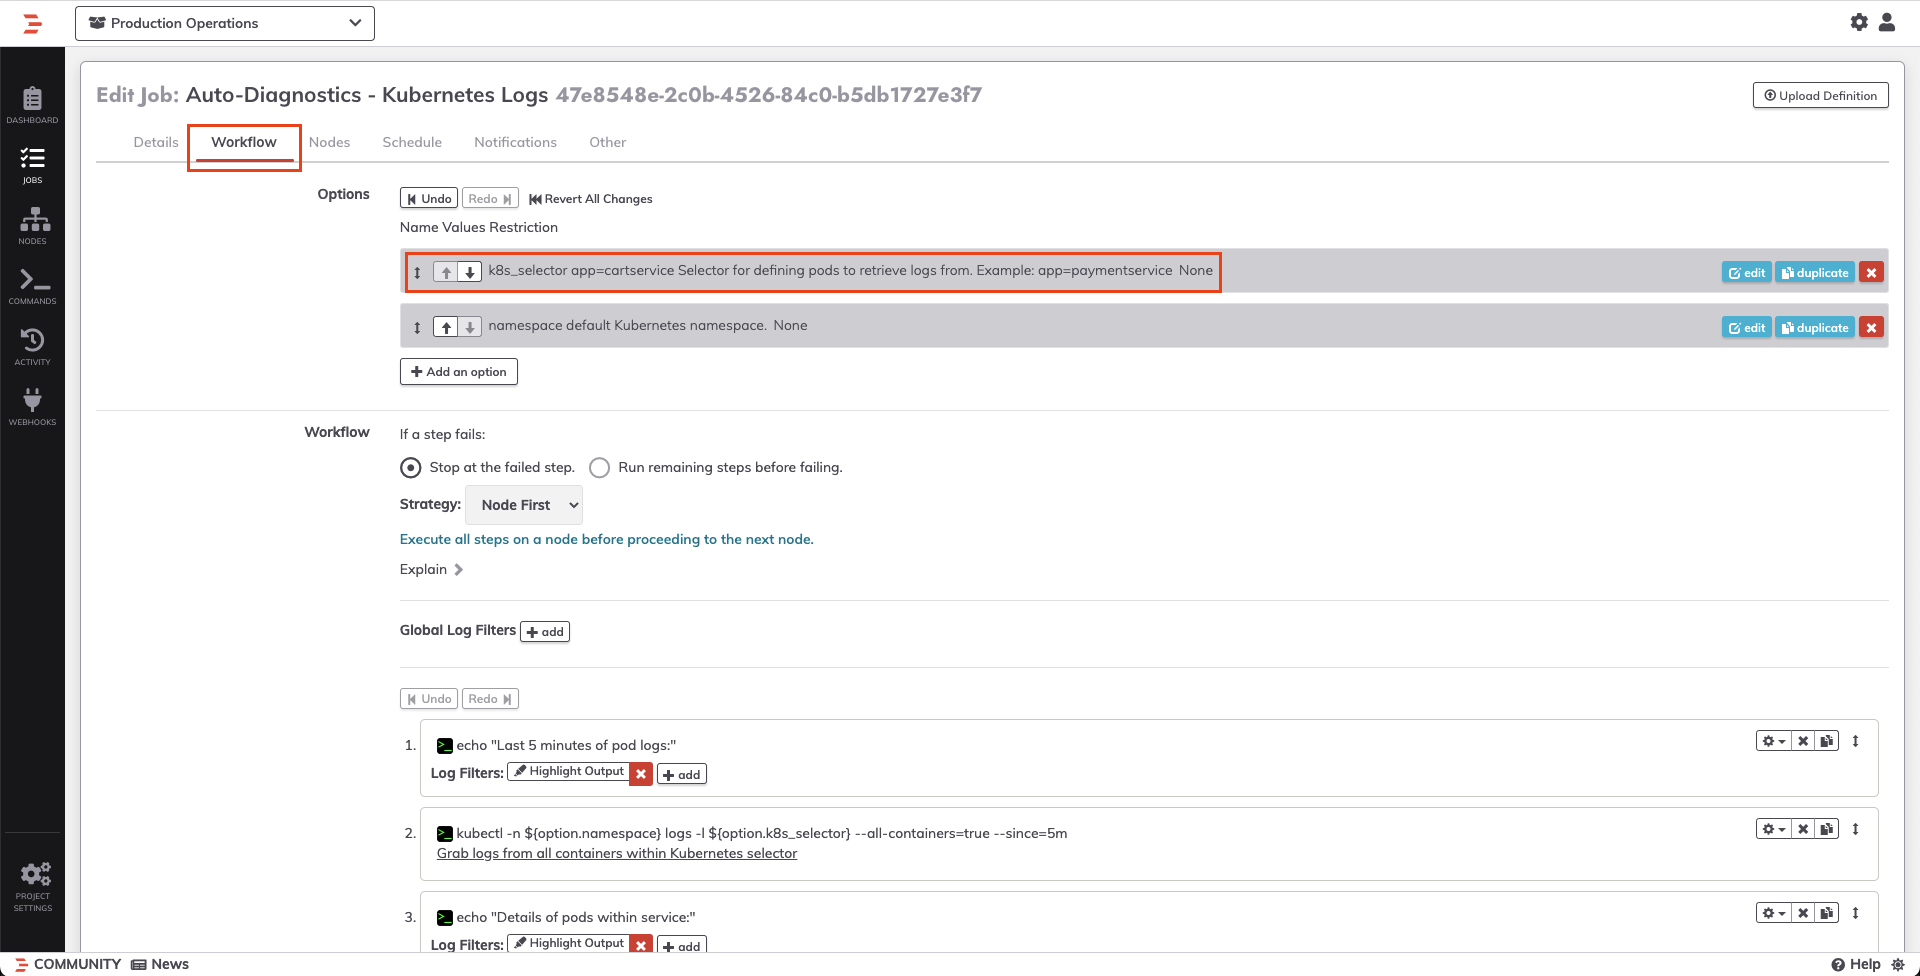 Production Operations
Edit Job: Auto-Diagnostics - Kubernetes Logs 47e8548e-2c0b-4526-84c0-b5db1727e3f7
Upload Definition
DASHBOARD
JOBS
NODES
COMMANDS
ACTIVITY
WEBHOOKS
PROJECT
SETTINGS
Details Workflow Nodes Schedule Notifications Other
Options
Undo Redo Revert All Changes
Name Values Restriction
k8s_selector app=cartservice Selector for defining pods to retrieve logs from. Example: app=paymentservice None
edit duplicate
namespace default Kubernetes namespace. None
edit duplicate
Add an option
Workflow
If a step fails:
Stop at the failed step. Run remaining steps before failing.
Strategy: Node First
Execute all steps on a node before proceeding to the next node.
Explain
Global Log Filters add
Undo Redo
1. >_ echo "Last 5 minutes of pod logs:"
Log Filters: Highlight Output add
2. >_ kubectl -n ${option.namespace} logs -l ${option.k8s_selector} --all-containers=true --since=5m
Grab logs from all containers within Kubernetes selector
3. >_ echo "Details of pods within service:"
Log Filters: Highlight Output add
COMMUNITY News
Help